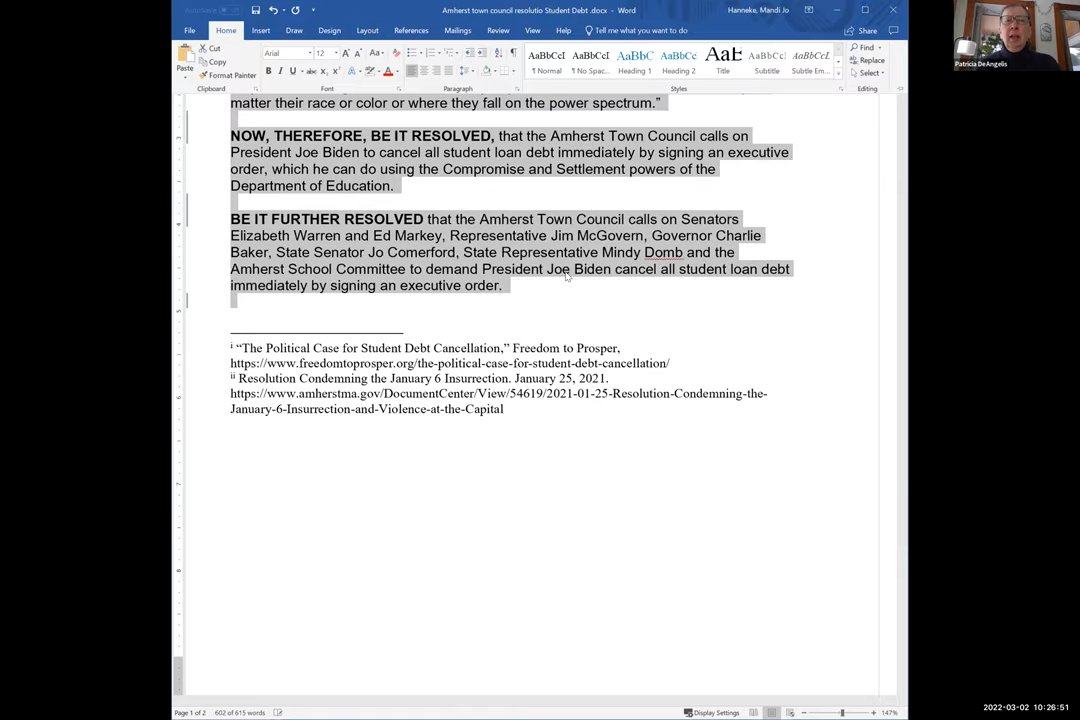 AutoSave
Amherst town council resolutio Student Debt .docx - Word
Hanneke, Mandi Jo
File Home Insert Draw Design Layout References Mailings Review View Help Tell me what you want to do
Share
Paste
Cut
Copy
Format Painter
Arial 12
AaBbCcI AaBbCcI AaBbC AaBbCc AaE AaBbCcI AaBbCcI
¶ Normal ¶ No Spac... Heading 1 Heading 2 Title Subtitle Subtle Em...
Find
Replace
Select
Clipboard Font Paragraph Styles Editing
Patricia DeAngelis
matter their race or color or where they fall on the power spectrum.”
NOW, THEREFORE, BE IT RESOLVED, that the Amherst Town Council calls on
President Joe Biden to cancel all student loan debt immediately by signing an executive
order, which he can do using the Compromise and Settlement powers of the
Department of Education.
BE IT FURTHER RESOLVED that the Amherst Town Council calls on Senators
Elizabeth Warren and Ed Markey, Representative Jim McGovern, Governor Charlie
Baker, State Senator Jo Comerford, State Representative Mindy Domb and the
Amherst School Committee to demand President Joe Biden cancel all student loan debt
immediately by signing an executive order.
i “The Political Case for Student Debt Cancellation,” Freedom to Prosper,
https://www.freedomtoprosper.org/the-political-case-for-student-debt-cancellation/
ii Resolution Condemning the January 6 Insurrection. January 25, 2021.
https://www.amherstma.gov/DocumentCenter/View/54619/2021-01-25-Resolution-Condemning-the-
January-6-Insurrection-and-Violence-at-the-Capital
Page 1 of 2 602 of 615 words
Display Settings
147%
2022-03-02 10:26:51